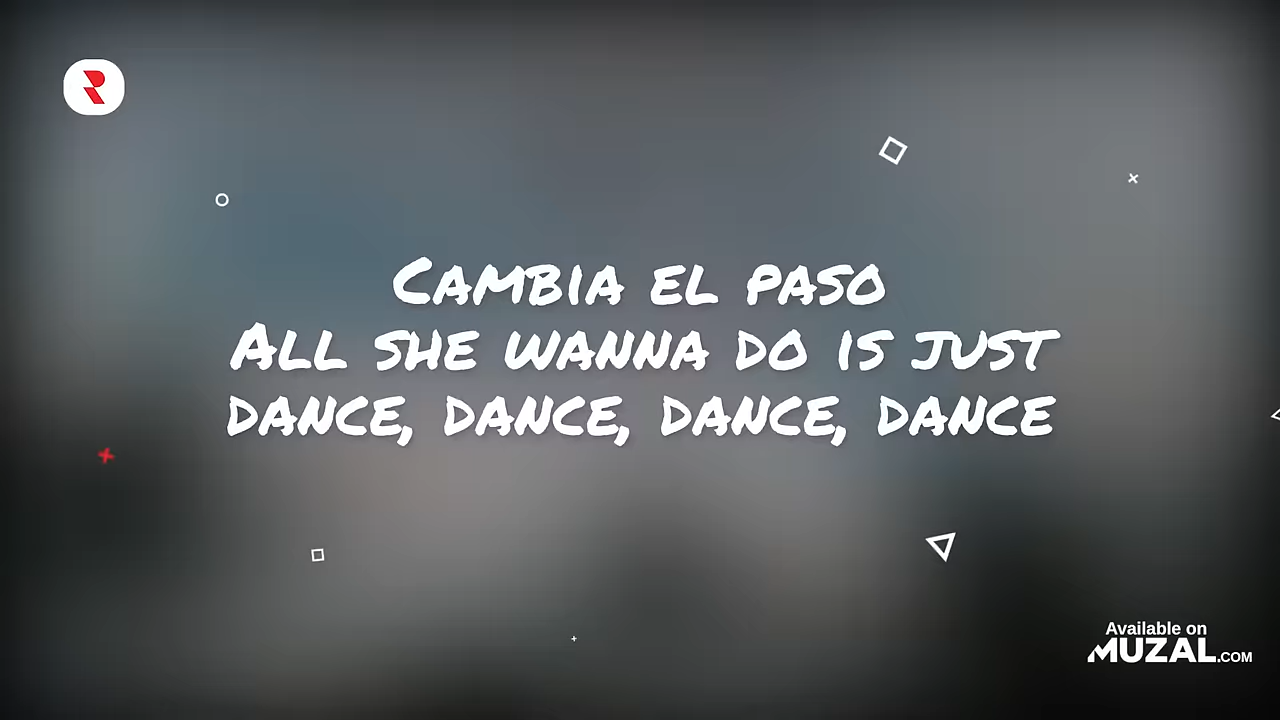 Cambia el paso
All she wanna do is just
dance, dance, dance, dance
Available on
MUZAL.COM